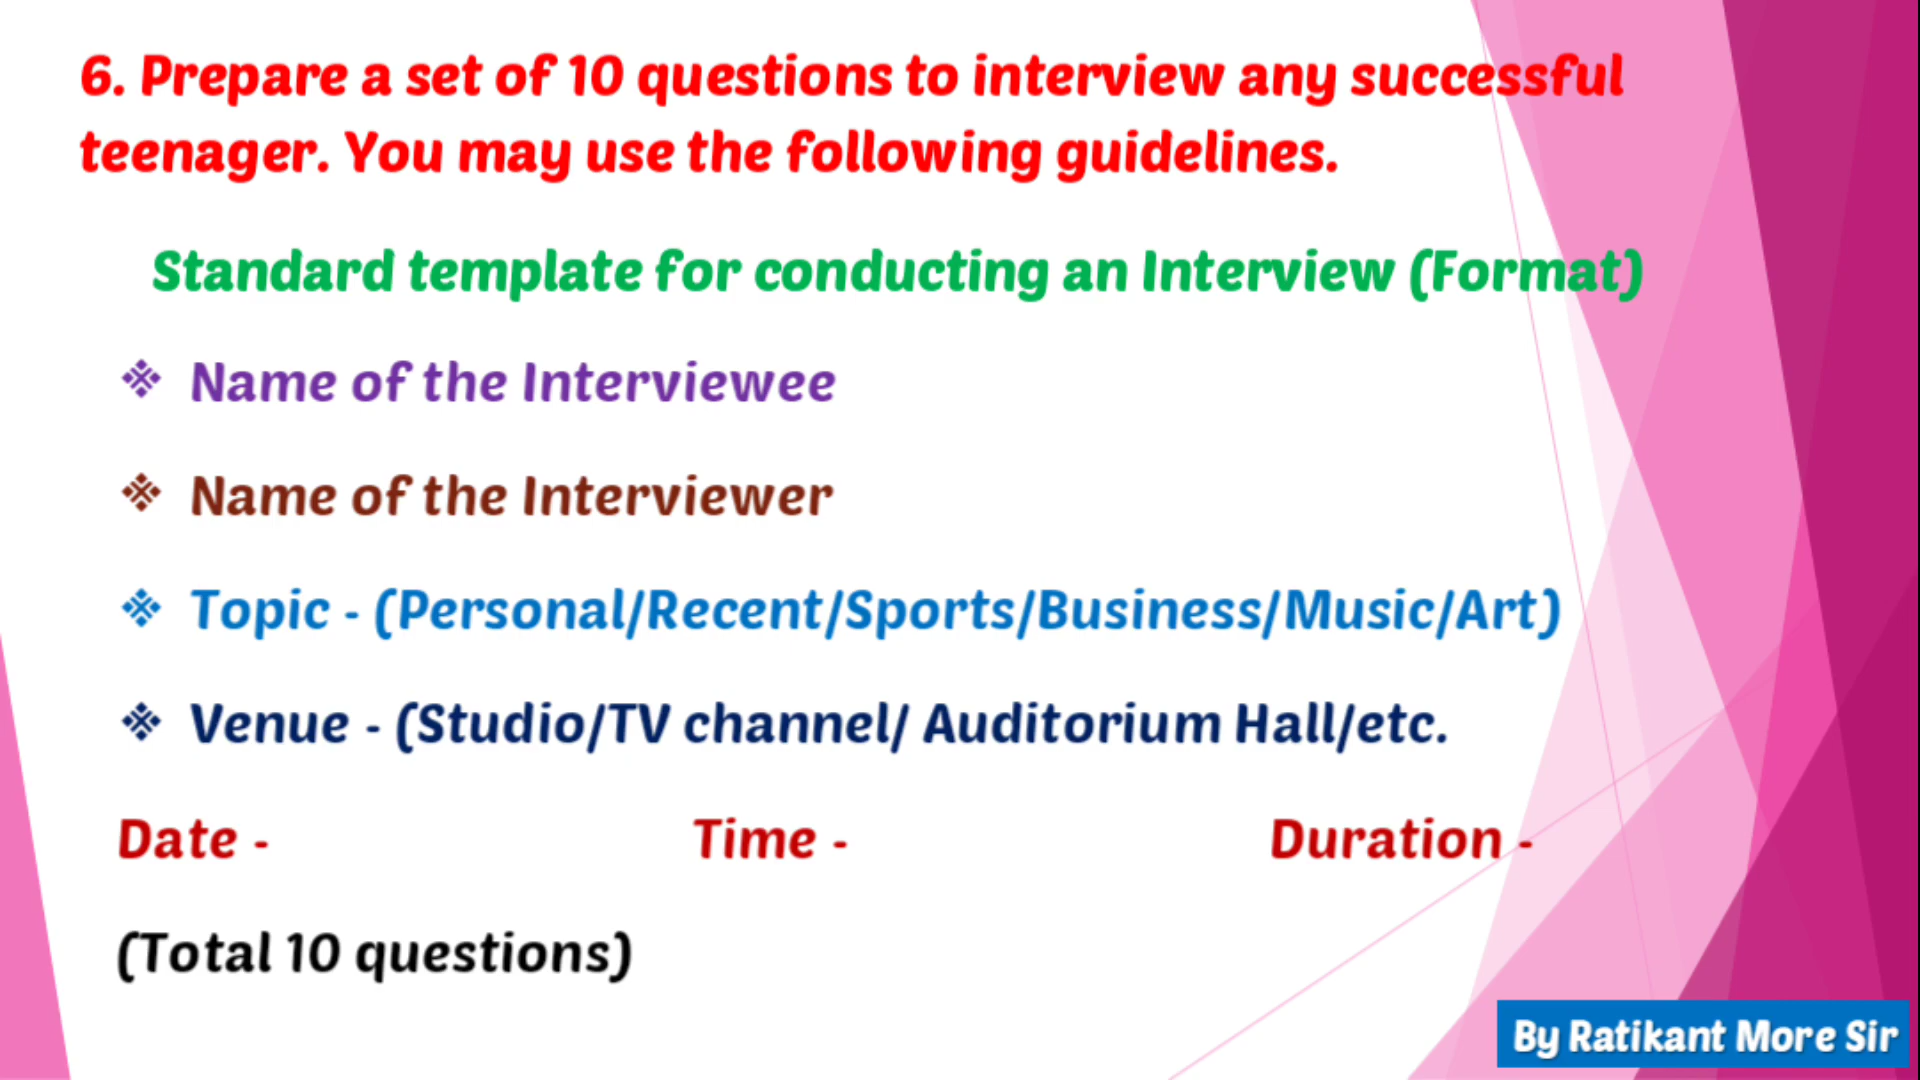 6. Prepare a set of 10 questions to interview any successful
teenager. You may use the following guidelines.
Standard template for conducting an Interview (Format)
❖ Name of the Interviewee
❖ Name of the Interviewer
❖ Topic - (Personal/Recent/Sports/Business/Music/Art)
❖ Venue - (Studio/TV channel/ Auditorium Hall/etc.
Date - Time - Duration -
(Total 10 questions)
By Ratikant More Sir